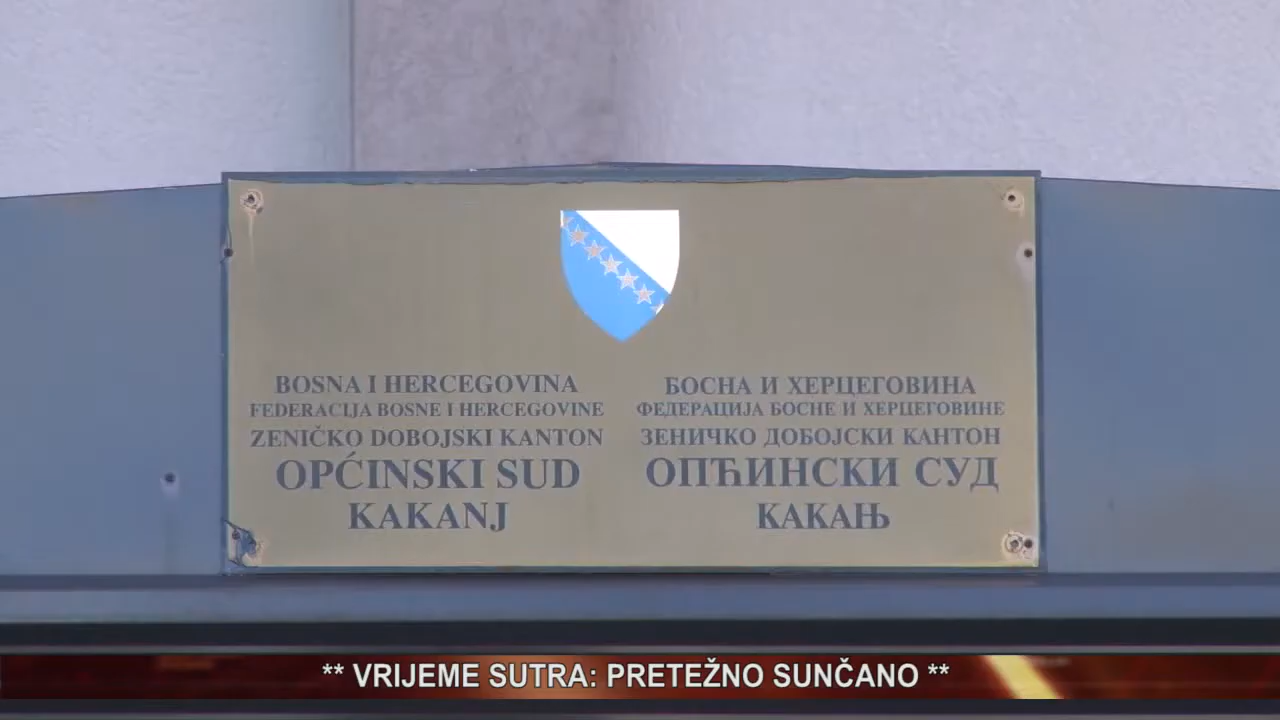 BOSNA I HERCEGOVINA
FEDERACIJA BOSNE I HERCEGOVINE
ZENIČKO DOBOJSKI KANTON
OPĆINSKI SUD
KAKANJ
БОСНА И ХЕРЦЕГОВИНА
ФЕДЕРАЦИЈА БОСНЕ И ХЕРЦЕГОВИНЕ
ЗЕНИЧКО ДОБОЈСКИ КАНТОН
ОПЋИНСКИ СУД
КАКАЊ
** VRIJEME SUTRA: PRETEŽNO SUNČANO **